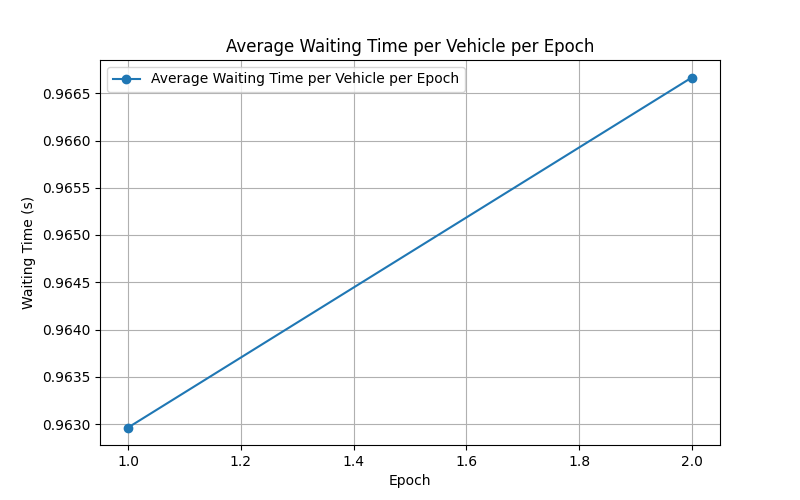 Average Waiting Time per Vehicle per Epoch
Average Waiting Time per Vehicle per Epoch
0.9665
0.9660
0.9655
0.9650
0.9645
0.9640
0.9635
0.9630
Waiting Time (s)
1.0 1.2 1.4 1.6 1.8 2.0
Epoch